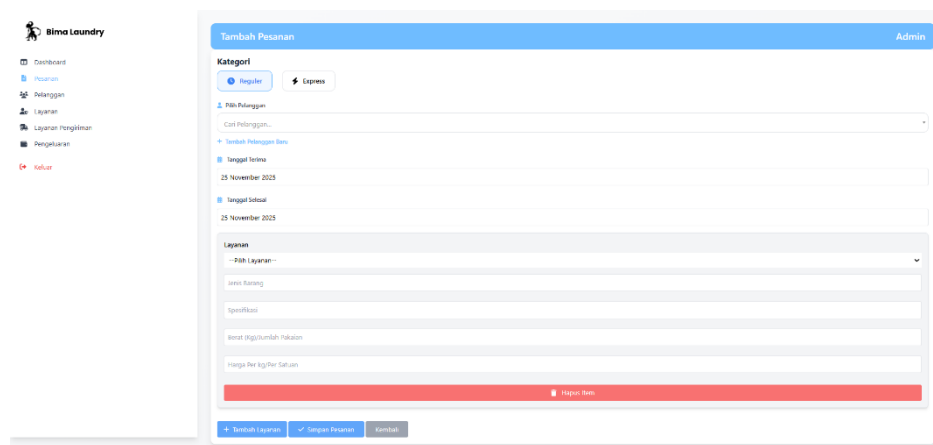 Bima Laundry
Dashboard
Pesanan
Pelanggan
Layanan
Layanan Pengiriman
Pengeluaran
Keluar
Tambah Pesanan
Admin
Kategori
Reguler
Express
Pilih Pelanggan
Cari Pelanggan...
+ Tambah Pelanggan Baru
Tanggal Terima
25 November 2025
Tanggal Selesai
25 November 2025
Layanan
--Pilih Layanan--
Jenis Barang
Spesifikasi
Berat (Kg)/Jumlah Pakaian
Harga Per kg/Per Satuan
Hapus Item
+ Tambah Layanan
Simpan Pesanan
Kembali